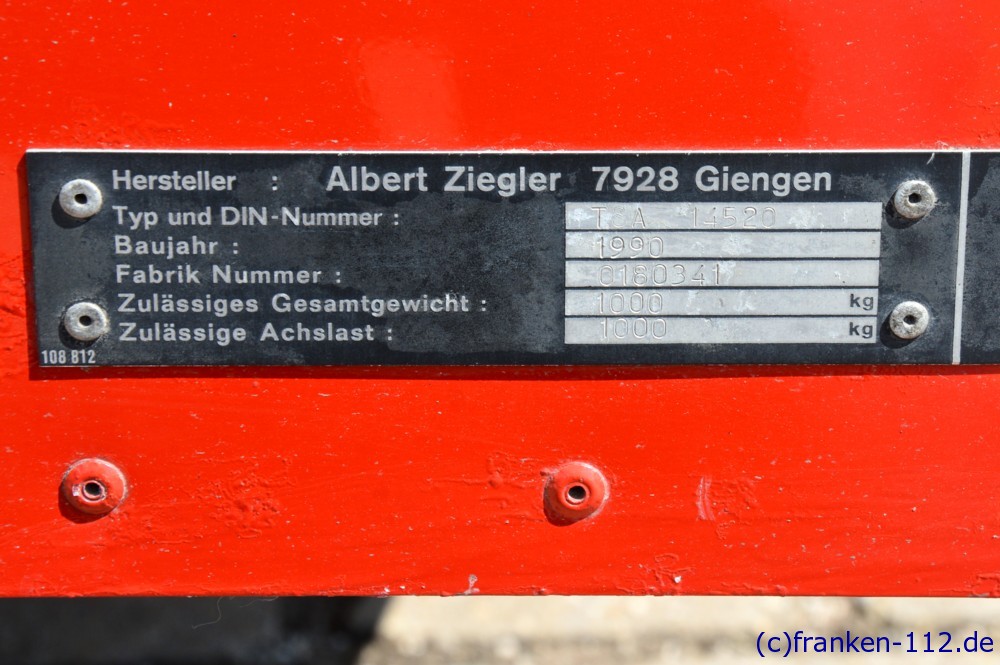 Hersteller : Albert Ziegler 7928 Giengen
Typ und DIN-Nummer : T A 14520
Baujahr : 1990
Fabrik Nummer : 0180341
Zulässiges Gesamtgewicht : 1000 kg
Zulässige Achslast : 1000 kg
108 812
(c)franken-112.de